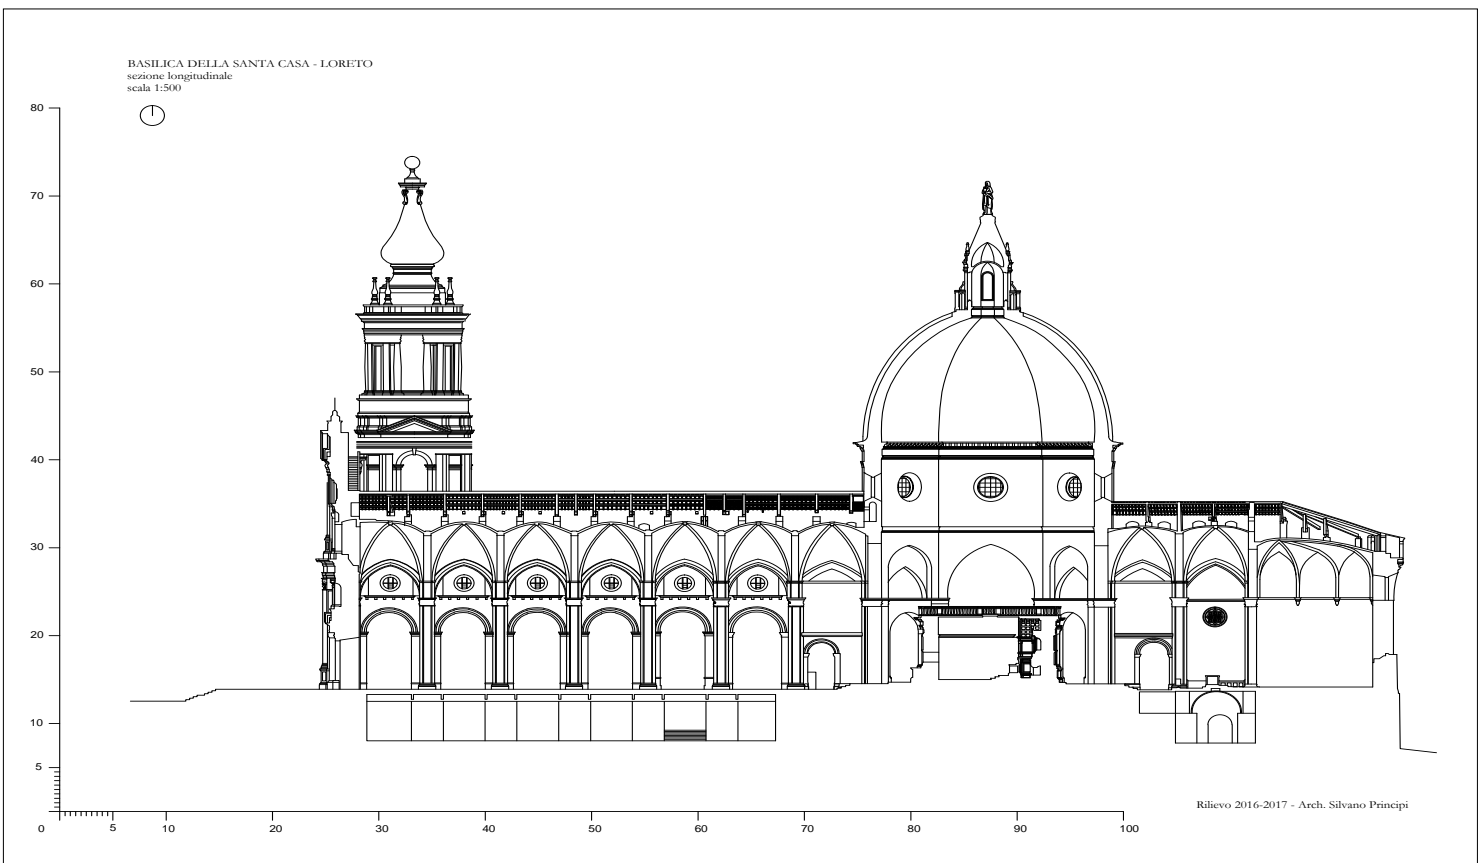 BASILICA DELLA SANTA CASA - LORETO
sezione longitudinale
scala 1:500
80
70
60
50
40
30
20
10
5
0 5 10 20 30 40 50 60 70 80 90 100
Rilievo 2016-2017 - Arch. Silvano Principi